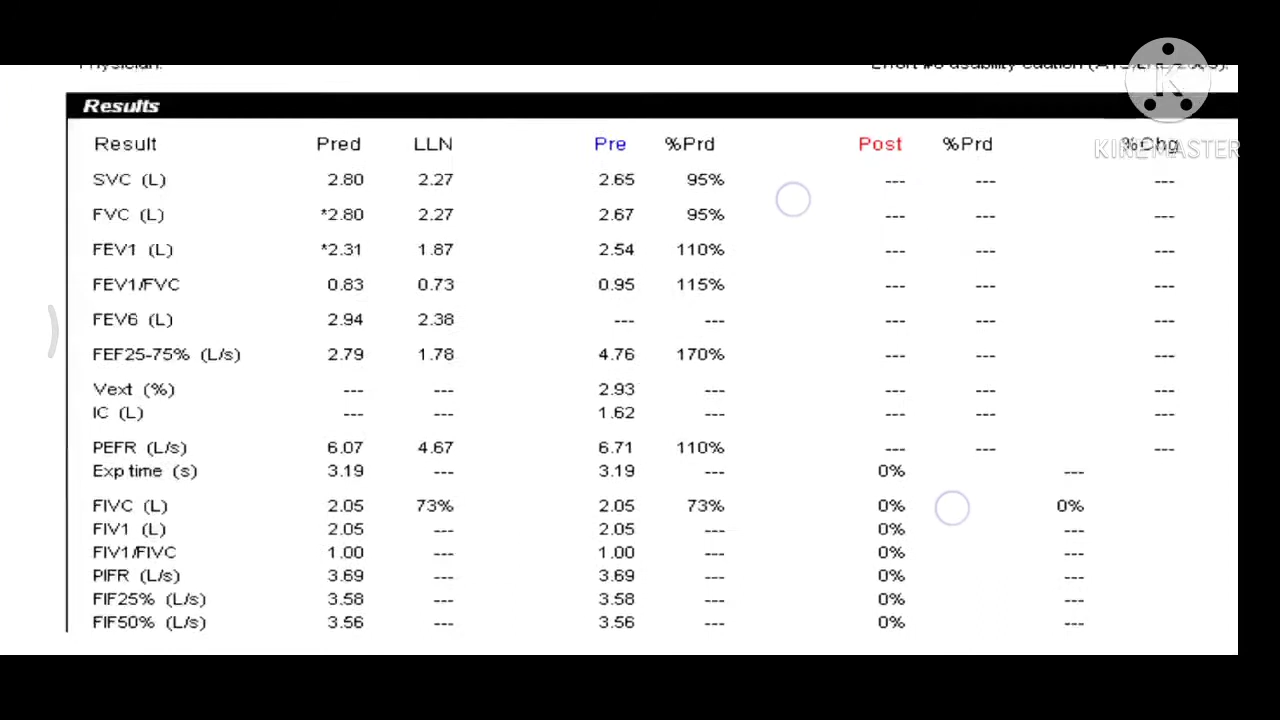 Results
Result Pred LLN Pre %Prd Post %Prd %Chg
SVC (L) 2.80 2.27 2.65 95% --- --- ---
FVC (L) *2.80 2.27 2.67 95% --- --- ---
FEV1 (L) *2.31 1.87 2.54 110% --- --- ---
FEV1/FVC 0.83 0.73 0.95 115% --- --- ---
FEV6 (L) 2.94 2.38 --- --- --- --- ---
FEF25-75% (L/s) 2.79 1.78 4.76 170% --- --- ---
Vext (%) --- --- 2.93 --- --- --- ---
IC (L) --- --- 1.62 --- --- --- ---
PEFR (L/s) 6.07 4.67 6.71 110% --- --- ---
Exp time (s) 3.19 --- 3.19 --- 0% ---
FIVC (L) 2.05 73% 2.05 73% 0% 0%
FIV1 (L) 2.05 --- 2.05 --- 0% ---
FIV1/FIVC 1.00 --- 1.00 --- 0% ---
PIFR (L/s) 3.69 --- 3.69 --- 0% ---
FIF25% (L/s) 3.58 --- 3.58 --- 0% ---
FIF50% (L/s) 3.56 --- 3.56 --- 0% ---
K
KINEMASTER